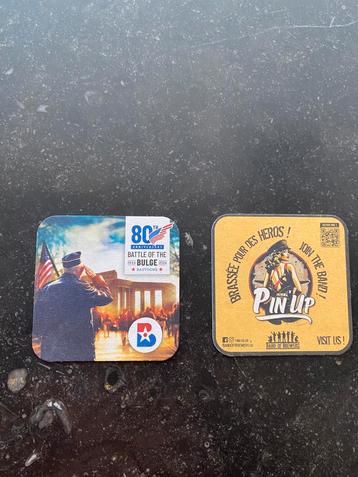 80TH
ANNIVERSARY
BATTLE OF THE
BULGE
BASTOGNE
B
BRASSÉE POUR DES HEROS !
JOIN THE BAND !
PIN UP
BAND OF BREWERS
VISIT US !